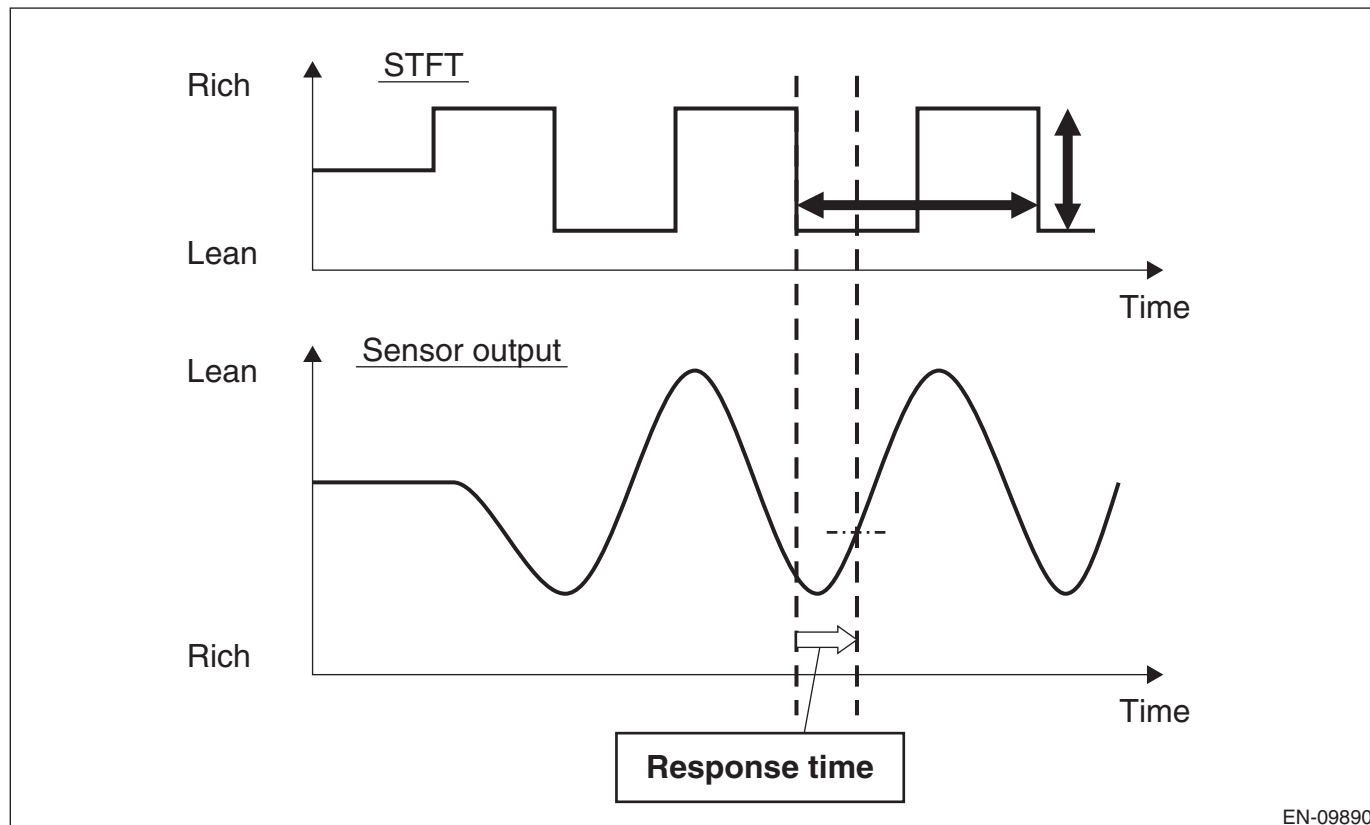 STFT
Rich
Lean
Time
Sensor output
Lean
Rich
Time
Response time
EN-09890